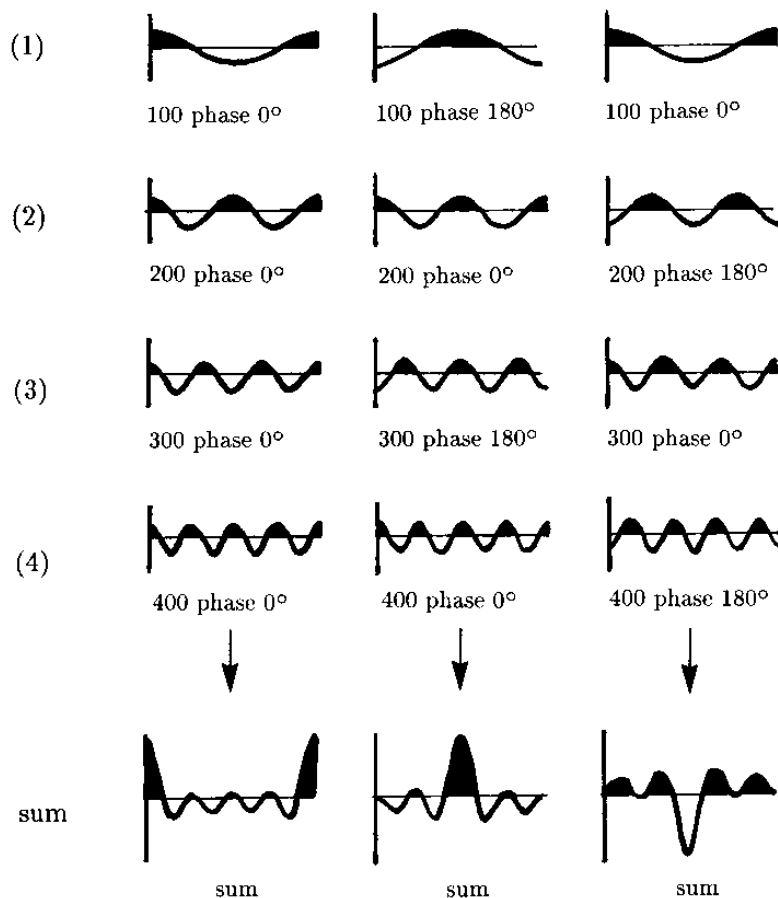 (1)
100 phase 0° 100 phase 180° 100 phase 0°
(2)
200 phase 0° 200 phase 0° 200 phase 180°
(3)
300 phase 0° 300 phase 180° 300 phase 0°
(4)
400 phase 0° 400 phase 0° 400 phase 180°
sum
sum sum sum